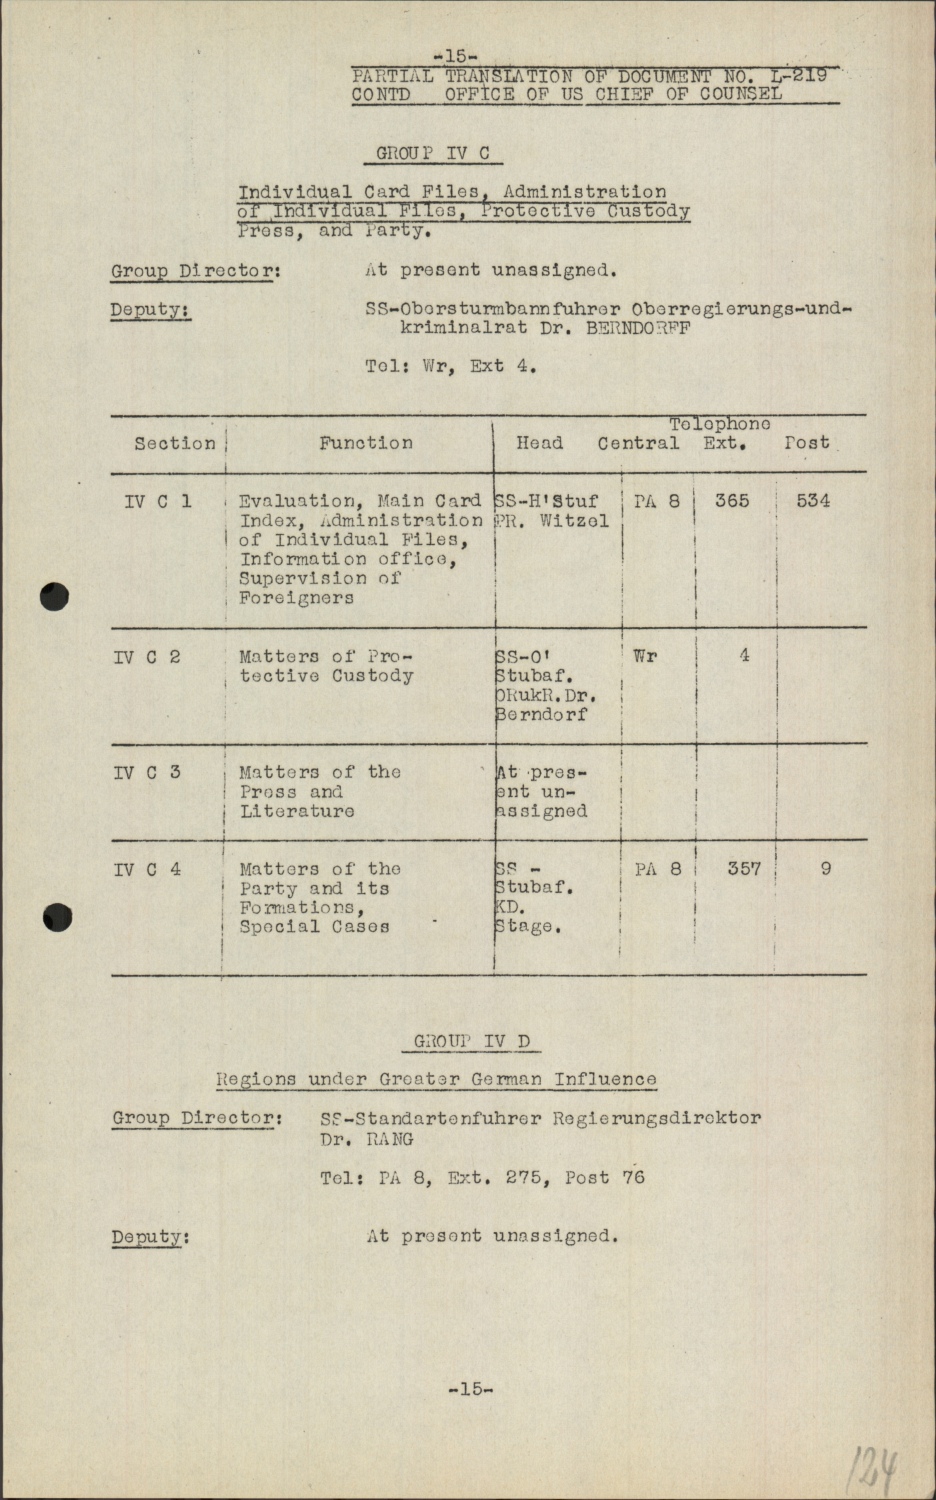 -15-
PARTIAL TRANSLATION OF DOCUMENT NO. L-219
CONTD OFFICE OF US CHIEF OF COUNSEL
GROUP IV C
Individual Card Files, Administration
of Individual Files, Protective Custody
Press, and Party.
Group Director: At present unassigned.
Deputy: SS-Obersturmbannfuhrer Oberregierungs-und-
kriminalrat Dr. BERNDORFF
Tel: Wr, Ext 4.
Telephone
Section Function Head Central Ext. Post
IV C 1 Evaluation, Main Card SS-H'Stuf PA 8 365 534
Index, Administration PR. Witzel
of Individual Files,
Information office,
Supervision of
Foreigners
IV C 2 Matters of Pro- SS-O' Wr 4
tective Custody Stubaf.
ORukR. Dr.
Berndorf
IV C 3 Matters of the At pres-
Press and ent un-
Literature assigned
IV C 4 Matters of the SS - PA 8 357 9
Party and its Stubaf.
Formations, KD.
Special Cases Stage.
GROUP IV D
Regions under Greater German Influence
Group Director: SS-Standartenfuhrer Regierungsdirektor
Dr. RANG
Tel: PA 8, Ext. 275, Post 76
Deputy: At present unassigned.
-15-
124